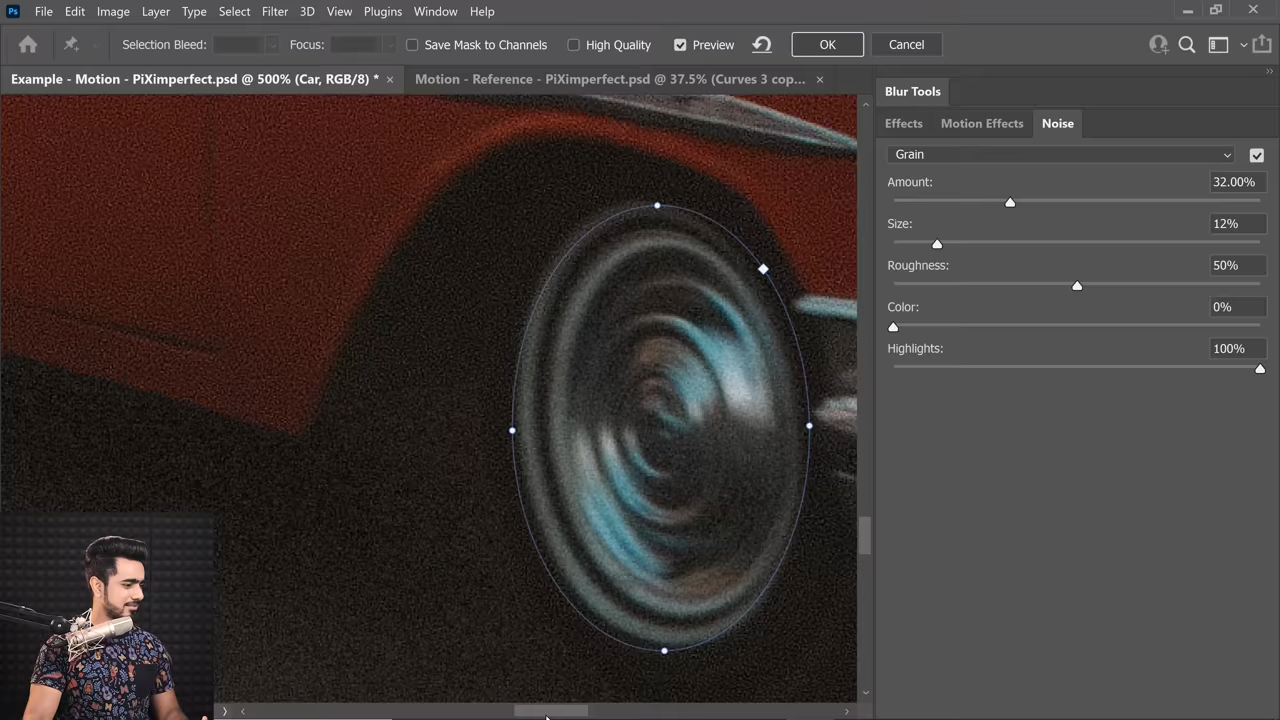 Ps File Edit Image Layer Type Select Filter 3D View Plugins Window Help
Selection Bleed: Focus: Save Mask to Channels High Quality Preview OK Cancel
Example - Motion - PiXimperfect.psd @ 500% (Car, RGB/8) * × Motion - Reference - PiXimperfect.psd @ 37.5% (Curves 3 cop... ×
Blur Tools
Effects Motion Effects Noise
Grain
Amount: 32.00%
Size: 12%
Roughness: 50%
Color: 0%
Highlights: 100%